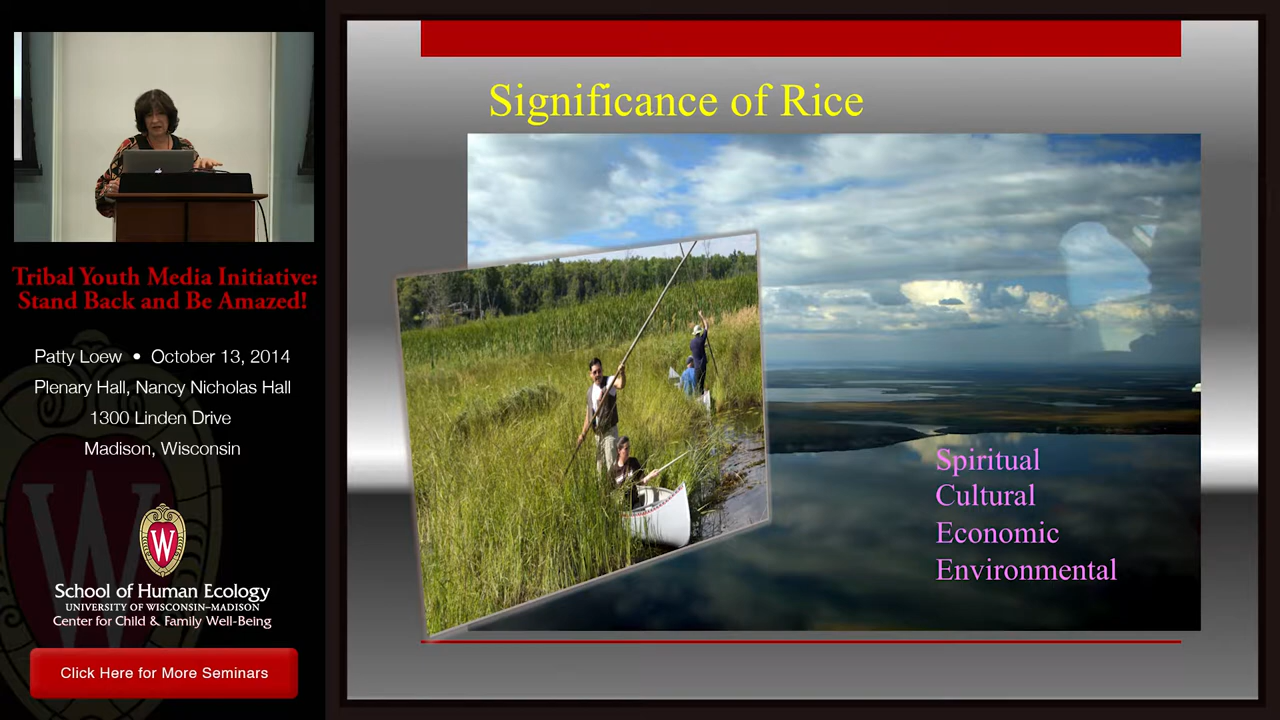 Tribal Youth Media Initiative:
Stand Back and Be Amazed!
Patty Loew • October 13, 2014
Plenary Hall, Nancy Nicholas Hall
1300 Linden Drive
Madison, Wisconsin
W
W
School of Human Ecology
UNIVERSITY OF WISCONSIN–MADISON
Center for Child & Family Well-Being
Click Here for More Seminars
Significance of Rice
Spiritual
Cultural
Economic
Environmental